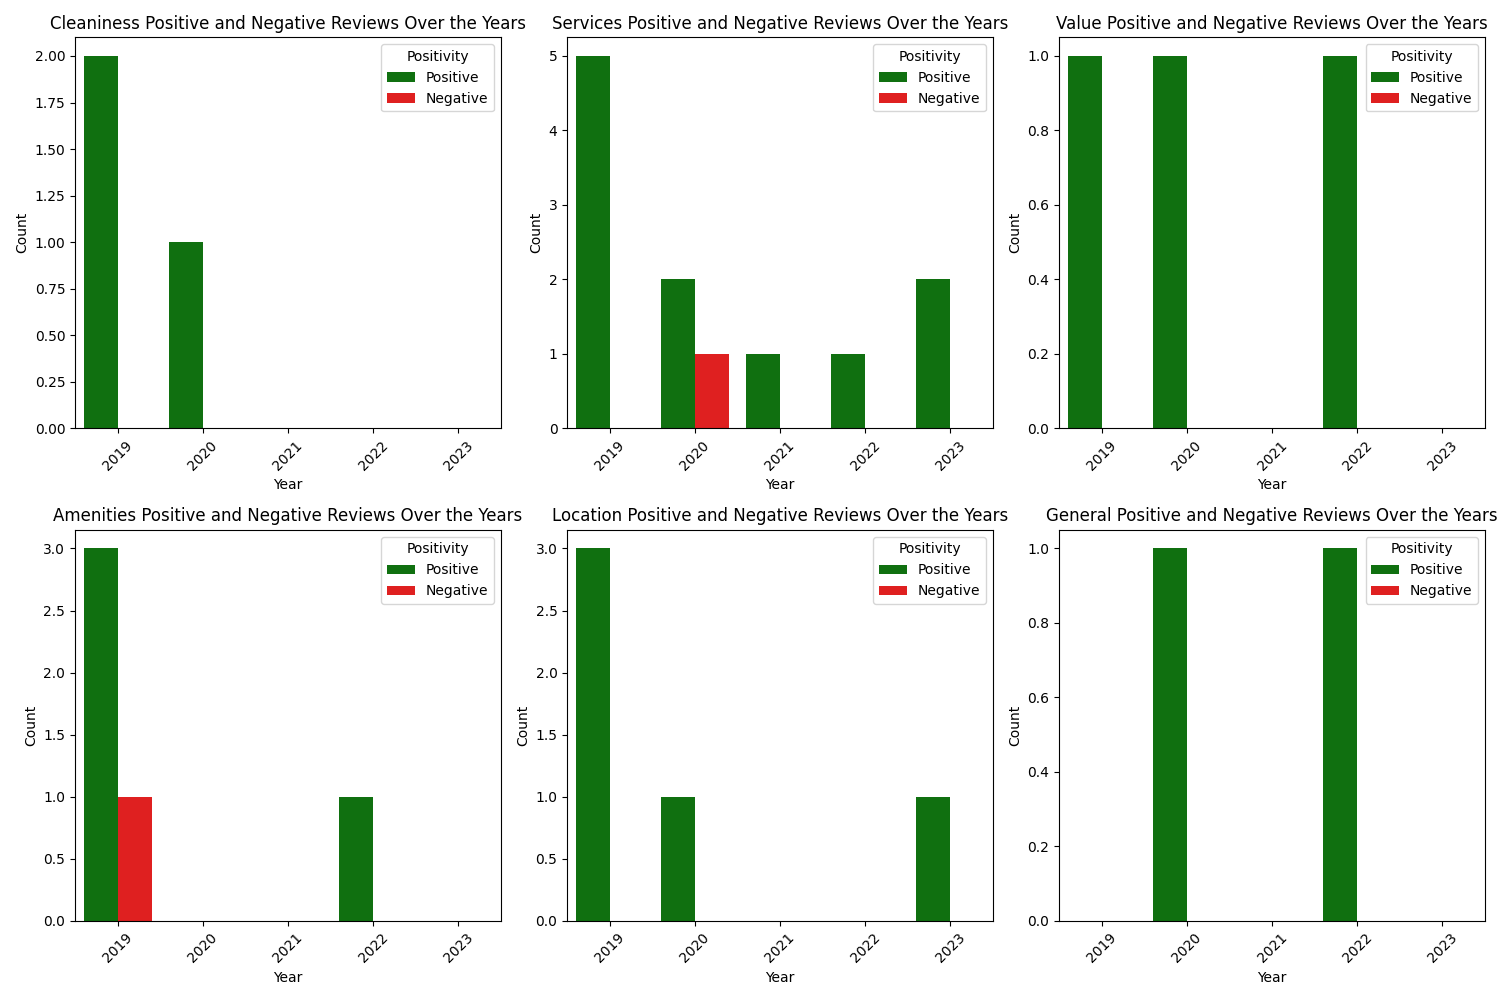 Cleaniness Positive and Negative Reviews Over the Years
Positivity
Positive
Negative
2.00
1.75
1.50
1.25
1.00
0.75
0.50
0.25
0.00
Count
2019
2020
2021
2022
2023
Year
Services Positive and Negative Reviews Over the Years
Positivity
Positive
Negative
5
4
3
2
1
0
Count
2019
2020
2021
2022
2023
Year
Value Positive and Negative Reviews Over the Years
Positivity
Positive
Negative
1.0
0.8
0.6
0.4
0.2
0.0
Count
2019
2020
2021
2022
2023
Year
Amenities Positive and Negative Reviews Over the Years
Positivity
Positive
Negative
3.0
2.5
2.0
1.5
1.0
0.5
0.0
Count
2019
2020
2021
2022
2023
Year
Location Positive and Negative Reviews Over the Years
Positivity
Positive
Negative
3.0
2.5
2.0
1.5
1.0
0.5
0.0
Count
2019
2020
2021
2022
2023
Year
General Positive and Negative Reviews Over the Years
Positivity
Positive
Negative
1.0
0.8
0.6
0.4
0.2
0.0
Count
2019
2020
2021
2022
2023
Year